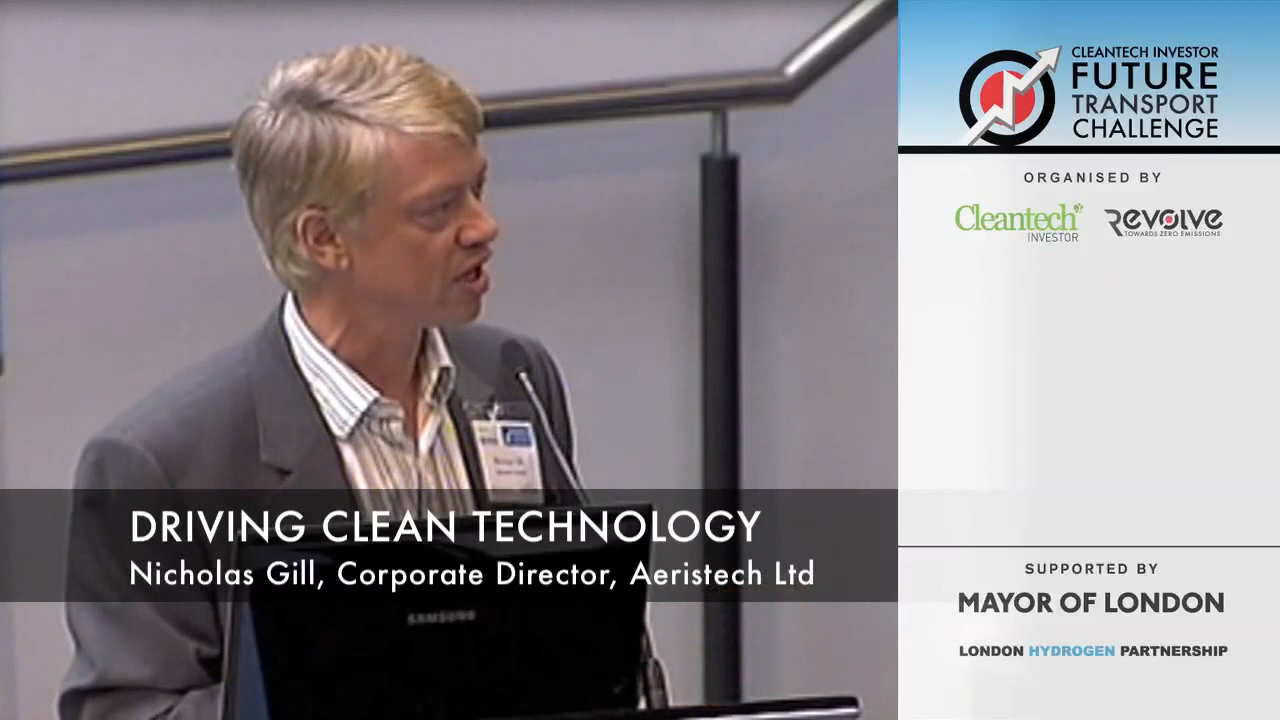 DRIVING CLEAN TECHNOLOGY
Nicholas Gill, Corporate Director, Aeristech Ltd
SAMSUNG
CLEANTECH INVESTOR
FUTURE
TRANSPORT
CHALLENGE
ORGANISED BY
Cleantech
INVESTOR
REVOLVE
TOWARDS ZERO EMISSIONS
SUPPORTED BY
MAYOR OF LONDON
LONDON HYDROGEN PARTNERSHIP